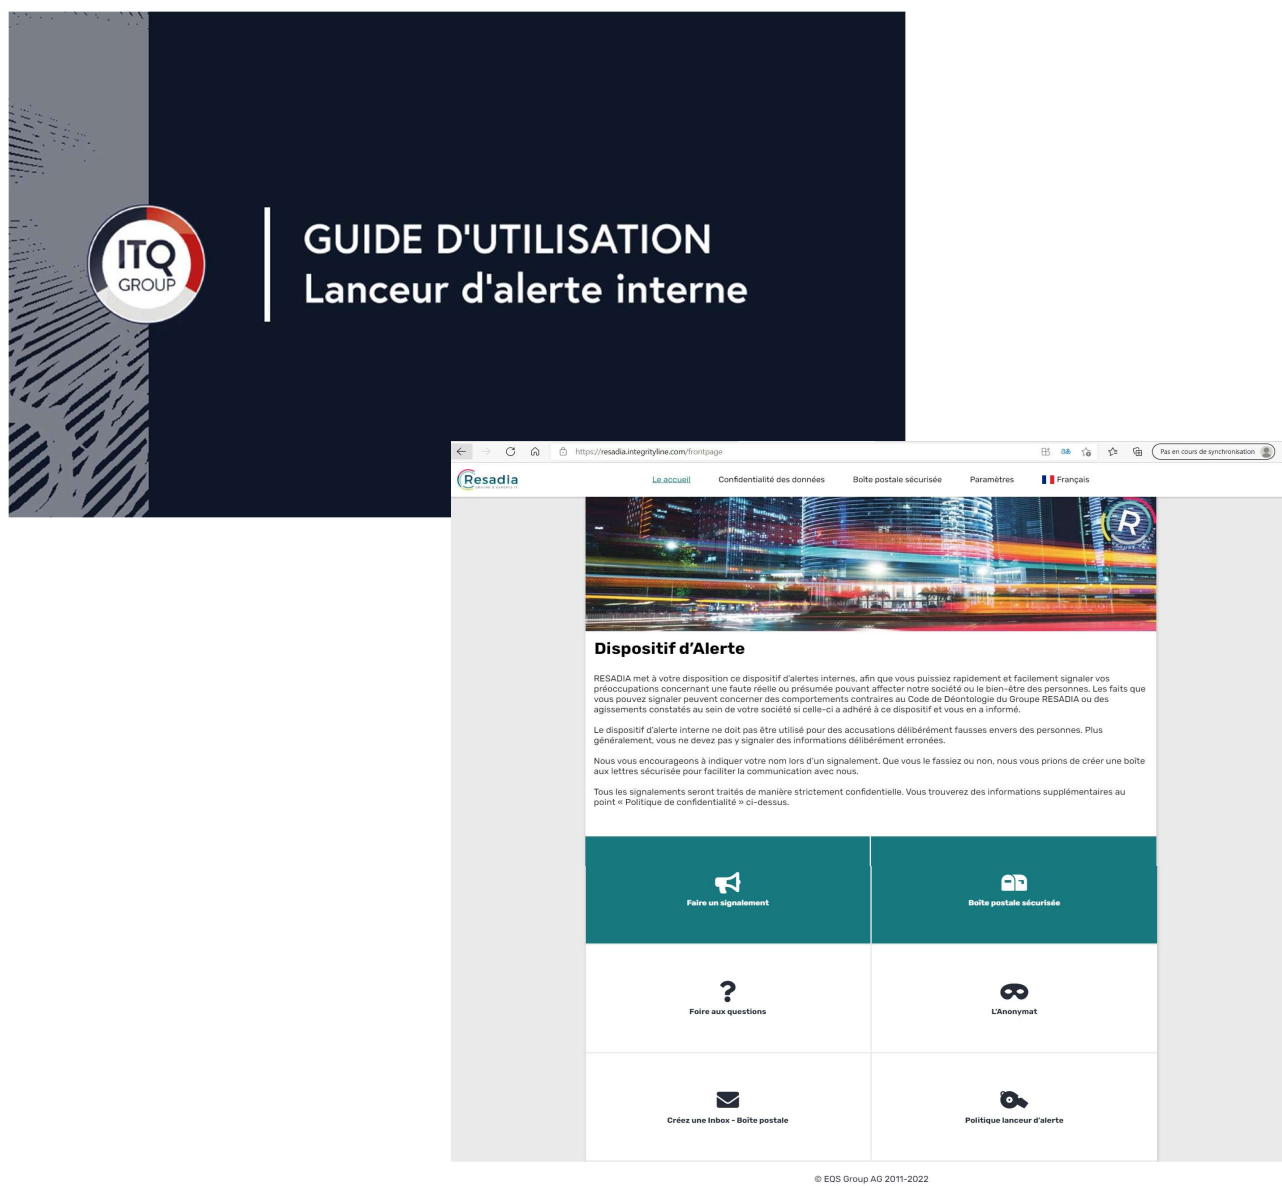 ITQ
GROUP
GUIDE D'UTILISATION
Lanceur d'alerte interne
https://resadia.integrityline.com/frontpage
Pas en cours de synchronisation
Resadia
Le accueil
Confidentialité des données
Boîte postale sécurisée
Paramètres
Français
R
Dispositif d’Alerte
RESADIA met à votre disposition ce dispositif d’alertes internes, afin que vous puissiez rapidement et facilement signaler vos
préoccupations concernant une faute réelle ou présumée pouvant affecter notre société ou le bien-être des personnes. Les faits que
vous pouvez signaler peuvent concerner des comportements contraires au Code de Déontologie du Groupe RESADIA ou des
agissements constatés au sein de votre société si celle-ci a adhéré à ce dispositif et vous en a informé.
Le dispositif d’alerte interne ne doit pas être utilisé pour des accusations délibérément fausses envers des personnes. Plus
généralement, vous ne devez pas y signaler des informations délibérément erronées.
Nous vous encourageons à indiquer votre nom lors d’un signalement. Que vous le fassiez ou non, nous vous prions de créer une boîte
aux lettres sécurisée pour faciliter la communication avec nous.
Tous les signalements seront traités de manière strictement confidentielle. Vous trouverez des informations supplémentaires au
point « Politique de confidentialité » ci-dessus.
Faire un signalement
Boîte postale sécurisée
Foire aux questions
L’Anonymat
Créez une Inbox - Boîte postale
Politique lanceur d’alerte
© EQS Group AG 2011-2022